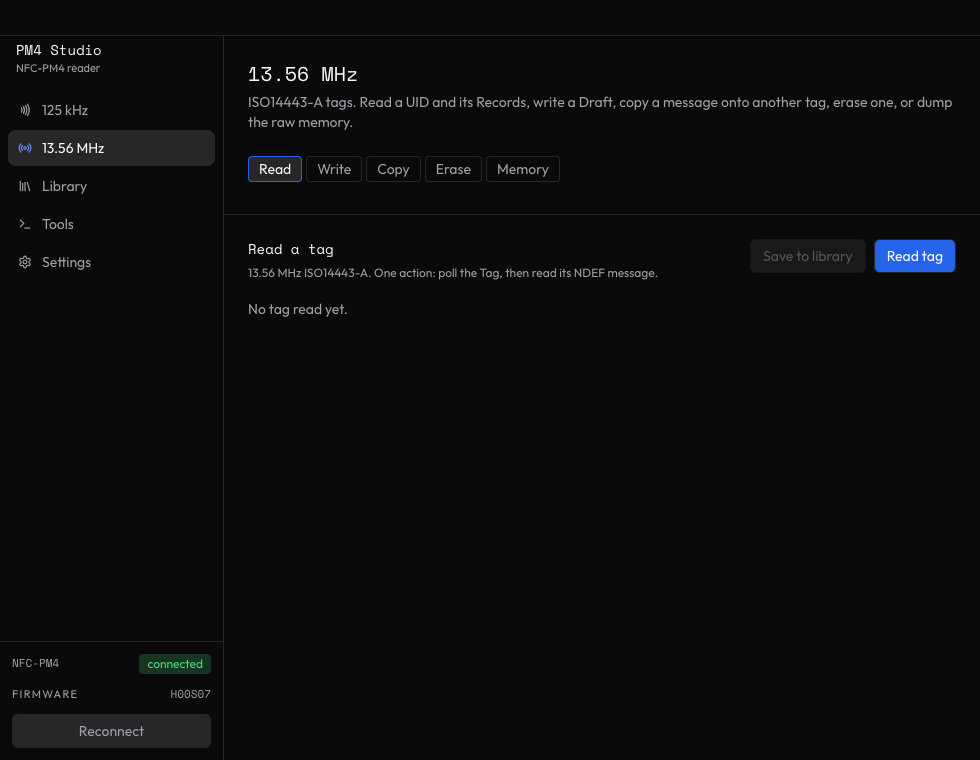 PM4 Studio
NFC-PM4 reader
125 kHz
13.56 MHz
Library
Tools
Settings
NFC-PM4
connected
FIRMWARE
H00S07
Reconnect
13.56 MHz
ISO14443-A tags. Read a UID and its Records, write a Draft, copy a message onto another tag, erase one, or dump
the raw memory.
Read
Write
Copy
Erase
Memory
Read a tag
13.56 MHz ISO14443-A. One action: poll the Tag, then read its NDEF message.
Save to library
Read tag
No tag read yet.